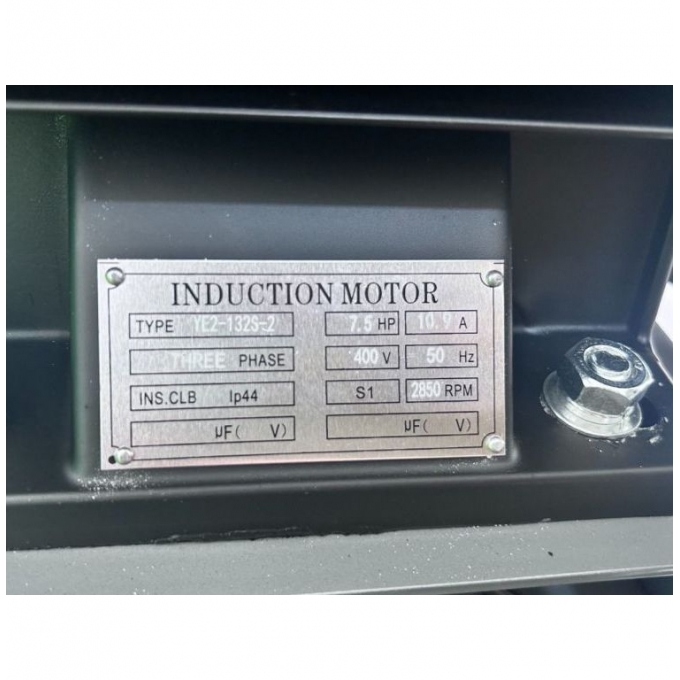 INDUCTION MOTOR
TYPE YE2-132S-2 7.5 HP 10.9 A
THREE PHASE 400 V 50 Hz
INS.CLB Ip44 S1 2850 RPM
μF( V) μF( V)